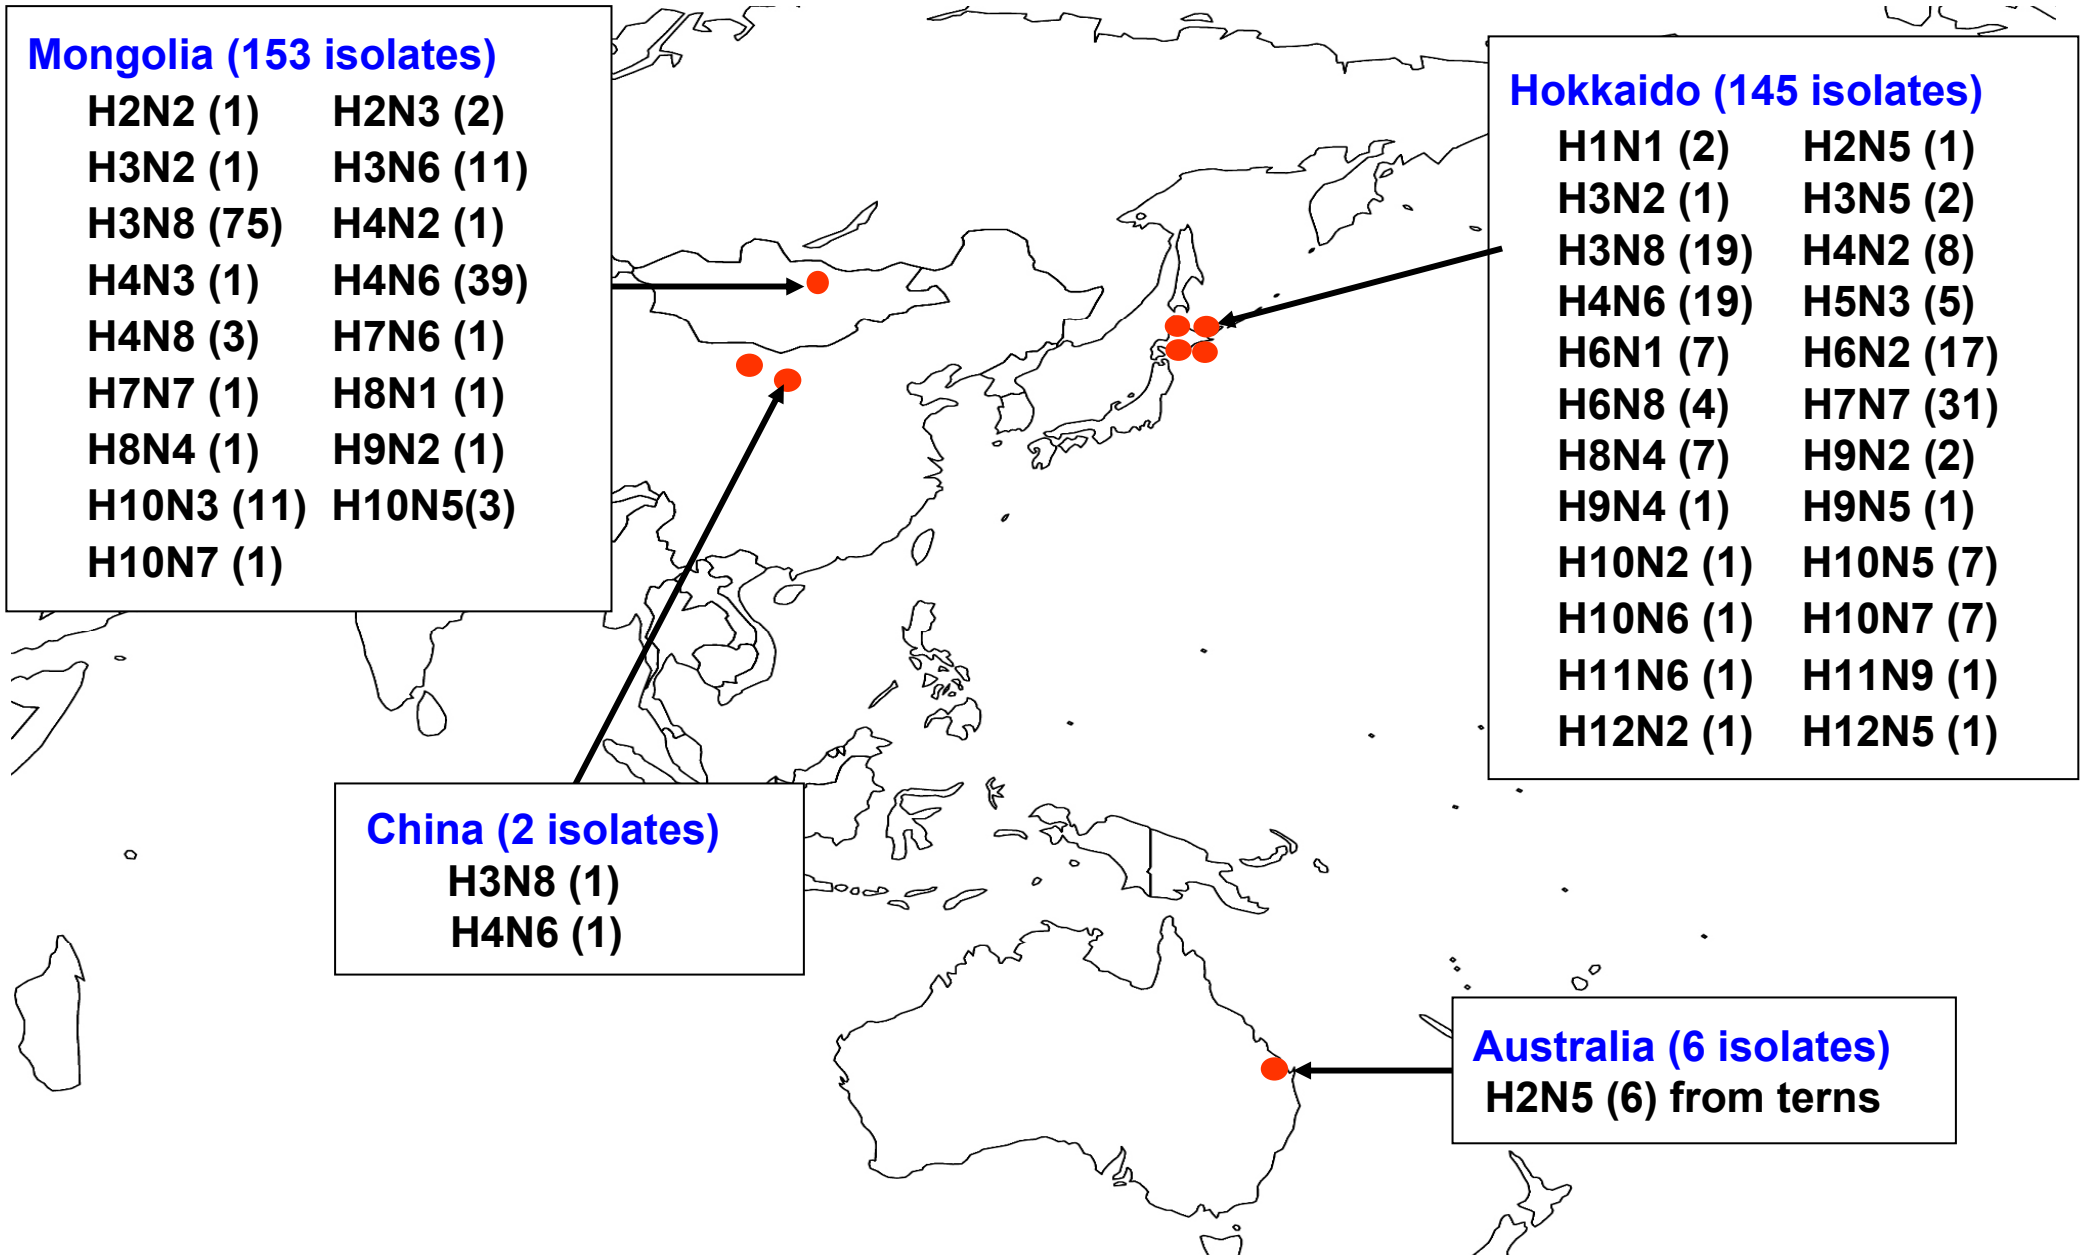 Mongolia (153 isolates)
H2N2 (1) H2N3 (2)
H3N2 (1) H3N6 (11)
H3N8 (75) H4N2 (1)
H4N3 (1) H4N6 (39)
H4N8 (3) H7N6 (1)
H7N7 (1) H8N1 (1)
H8N4 (1) H9N2 (1)
H10N3 (11) H10N5(3)
H10N7 (1)
Hokkaido (145 isolates)
H1N1 (2) H2N5 (1)
H3N2 (1) H3N5 (2)
H3N8 (19) H4N2 (8)
H4N6 (19) H5N3 (5)
H6N1 (7) H6N2 (17)
H6N8 (4) H7N7 (31)
H8N4 (7) H9N2 (2)
H9N4 (1) H9N5 (1)
H10N2 (1) H10N5 (7)
H10N6 (1) H10N7 (7)
H11N6 (1) H11N9 (1)
H12N2 (1) H12N5 (1)
China (2 isolates)
H3N8 (1)
H4N6 (1)
Australia (6 isolates)
H2N5 (6) from terns